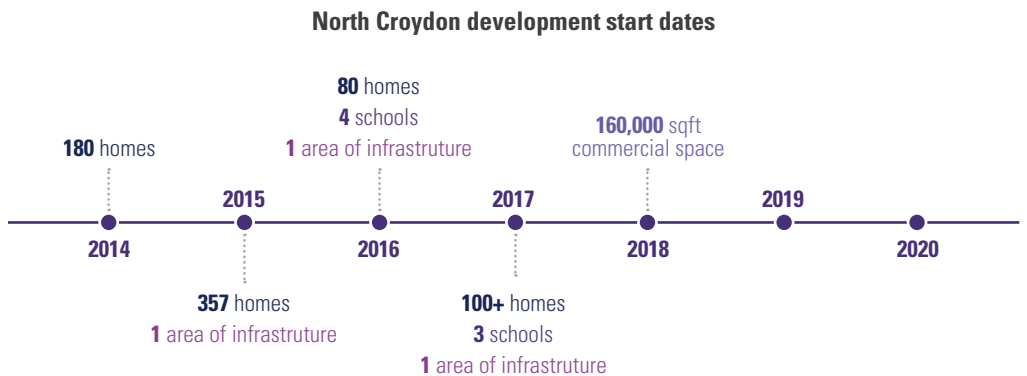 North Croydon development start dates
80 homes
4 schools
1 area of infrastruture
180 homes
160,000 sqft
commercial space
2015
2017
2019
2014
2016
2018
2020
357 homes
1 area of infrastruture
100+ homes
3 schools
1 area of infrastruture